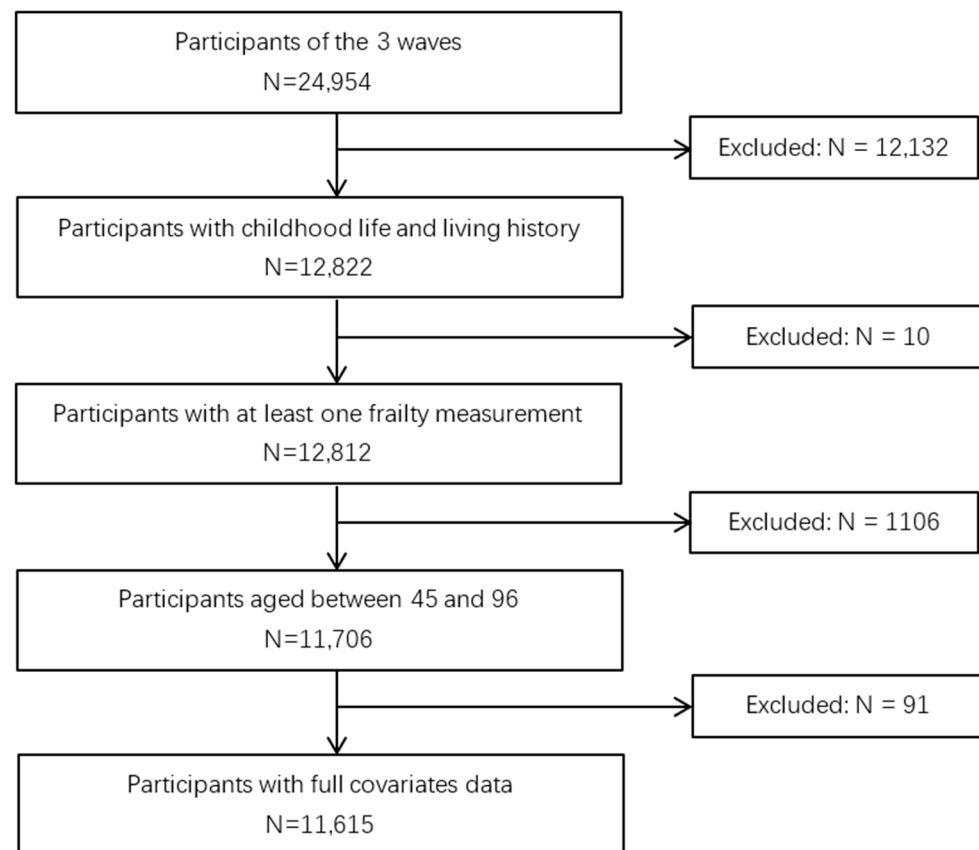 Participants of the 3 waves
N=24,954
Excluded: N = 12,132
Participants with childhood life and living history
N=12,822
Excluded: N = 10
Participants with at least one frailty measurement
N=12,812
Excluded: N = 1106
Participants aged between 45 and 96
N=11,706
Excluded: N = 91
Participants with full covariates data
N=11,615